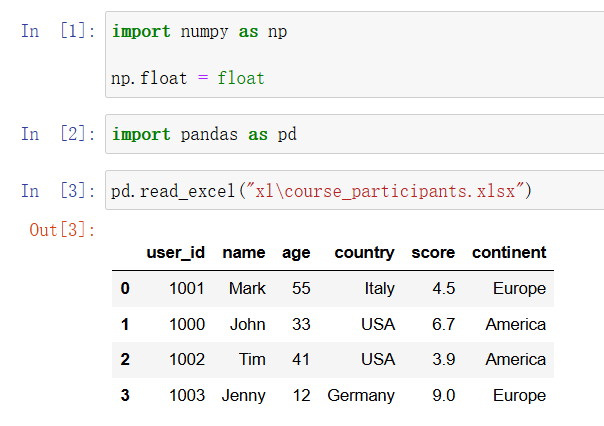 In [1]: import numpy as np
np.float = float
In [2]: import pandas as pd
In [3]: pd.read_excel("xl\course_participants.xlsx")
Out[3]:
user_id name age country score continent
0 1001 Mark 55 Italy 4.5 Europe
1 1000 John 33 USA 6.7 America
2 1002 Tim 41 USA 3.9 America
3 1003 Jenny 12 Germany 9.0 Europe